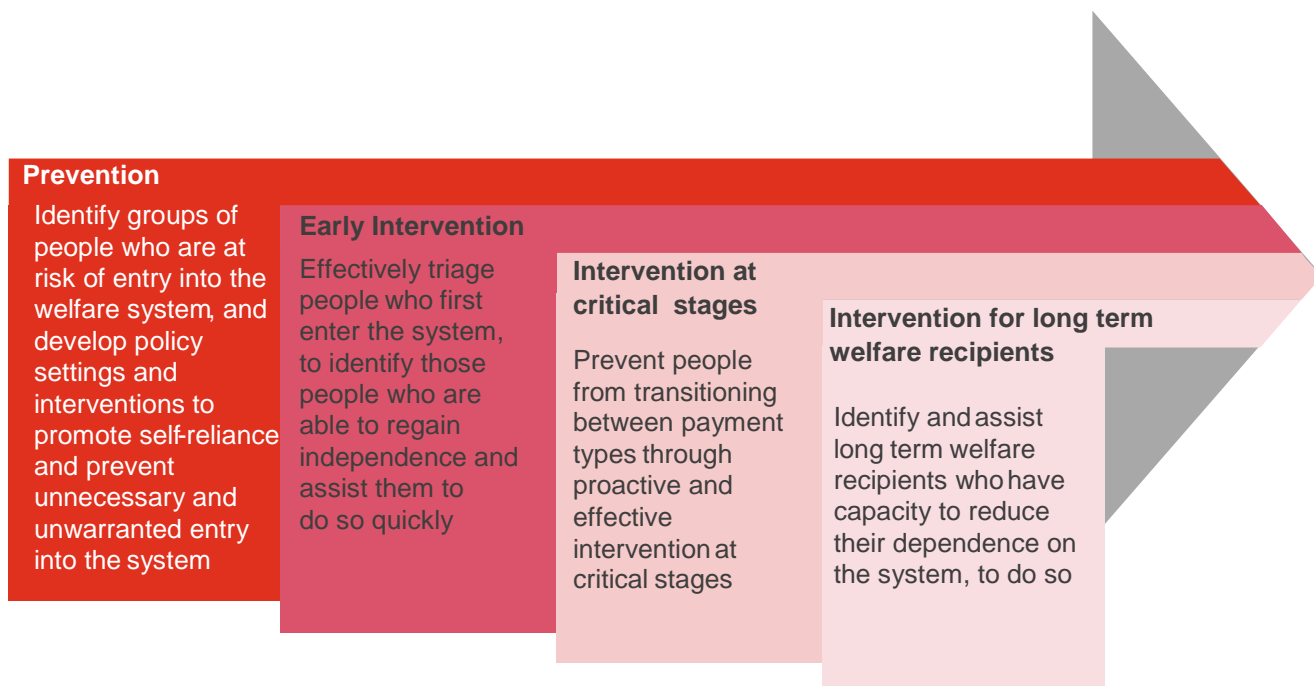 Prevention
Identify groups of
people who are at
risk of entry into the
welfare system, and
develop policy
settings and
interventions to
promote self-reliance
and prevent
unnecessary and
unwarranted entry
into the system
Early Intervention
Effectively triage
people who first
enter the system,
to identify those
people who are
able to regain
independence and
assist them to
do so quickly
Intervention at
critical stages
Prevent people
from transitioning
between payment
types through
proactive and
effective
intervention at
critical stages
Intervention for long term
welfare recipients
Identify and assist
long term welfare
recipients who have
capacity to reduce
their dependence on
the system, to do so